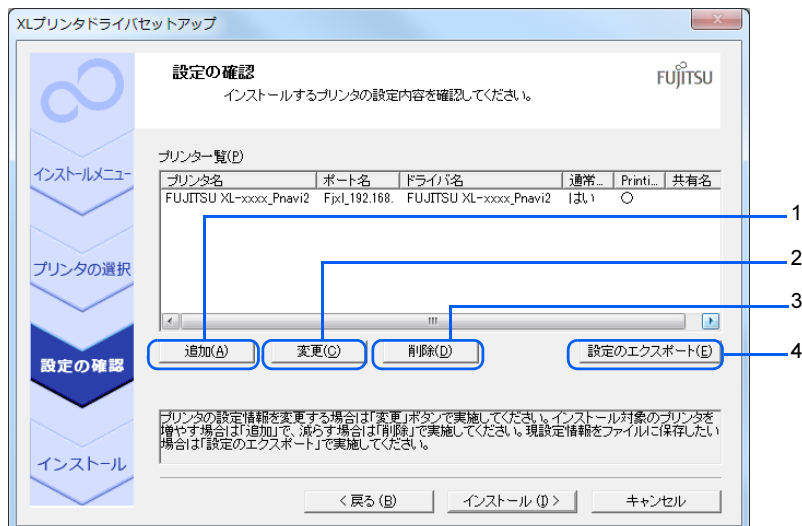 XLプリンタドライバセットアップ
設定の確認
インストールするプリンタの設定内容を確認してください。
FUJITSU
インストールメニュー
プリンタの選択
設定の確認
インストール
プリンター覧(P)
プリンタ名 ポート名 ドライバ名 通常... Printi... 共有名
FUJITSU XL-xxxx_Pnavi2 Fjxl_192.168. FUJITSU XL-xxxx_Pnavi2 はい ○
1
2
3
追加(A) 変更(C) 削除(D) 設定のエクスポート(E) 4
プリンタの設定情報を変更する場合は「変更」ボタンで実施してください。インストール対象のプリンタを
増やす場合は「追加」で、減らす場合は「削除」で実施してください。現設定情報をファイルに保存したい
場合は「設定のエクスポート」で実施してください。
< 戻る (B) インストール (I) > キャンセル